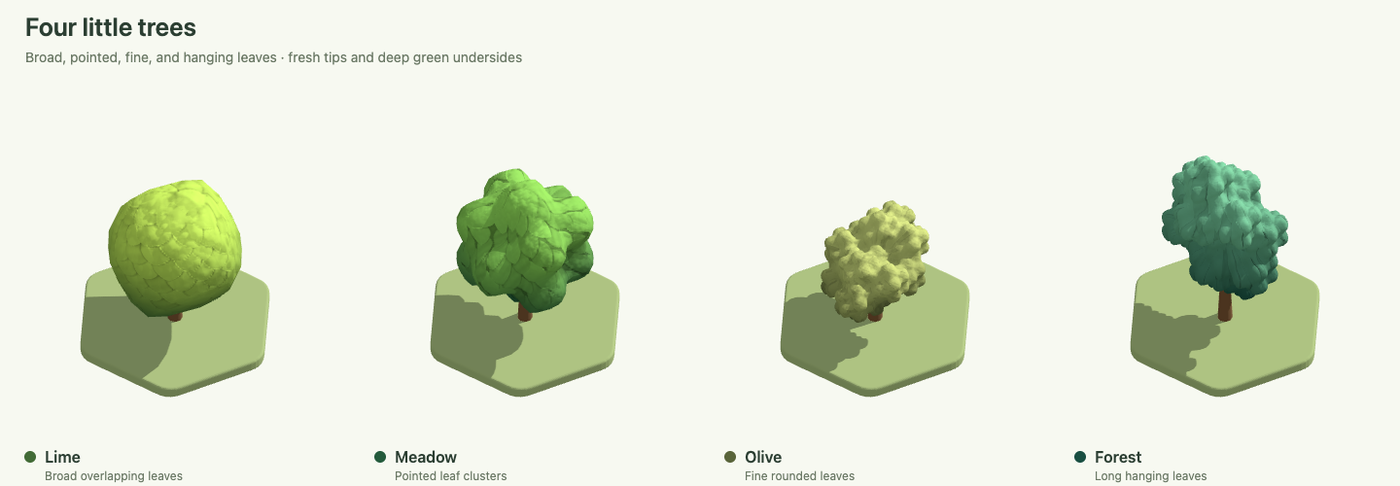 Four little trees
Broad, pointed, fine, and hanging leaves · fresh tips and deep green undersides
Lime
Broad overlapping leaves
Meadow
Pointed leaf clusters
Olive
Fine rounded leaves
Forest
Long hanging leaves